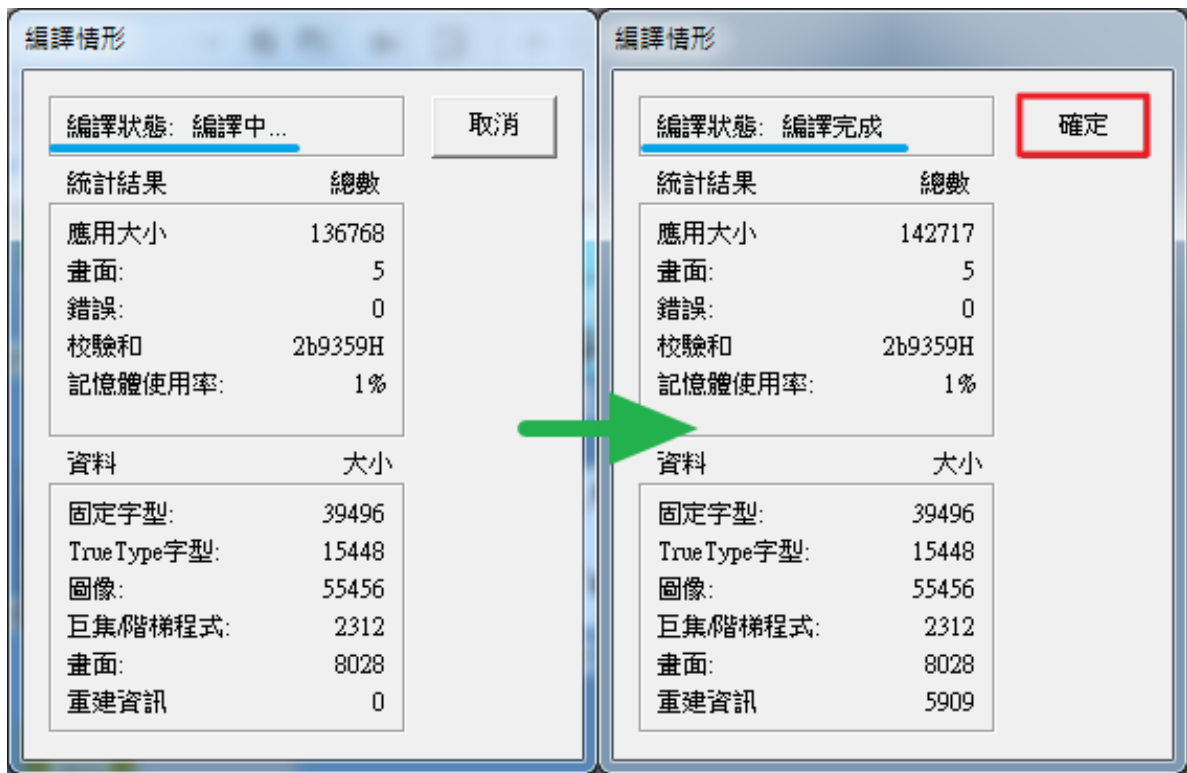 編譯情形
編譯狀態: 編譯中...
取消
統計結果 總數
應用大小 136768
畫面: 5
錯誤: 0
校驗和 2b9359H
記憶體使用率: 1%
資料 大小
固定字型: 39496
TrueType字型: 15448
圖像: 55456
巨集/階梯程式: 2312
畫面: 8028
重建資訊 0
編譯情形
編譯狀態: 編譯完成
確定
統計結果 總數
應用大小 142717
畫面: 5
錯誤: 0
校驗和 2b9359H
記憶體使用率: 1%
資料 大小
固定字型: 39496
TrueType字型: 15448
圖像: 55456
巨集/階梯程式: 2312
畫面: 8028
重建資訊 5909